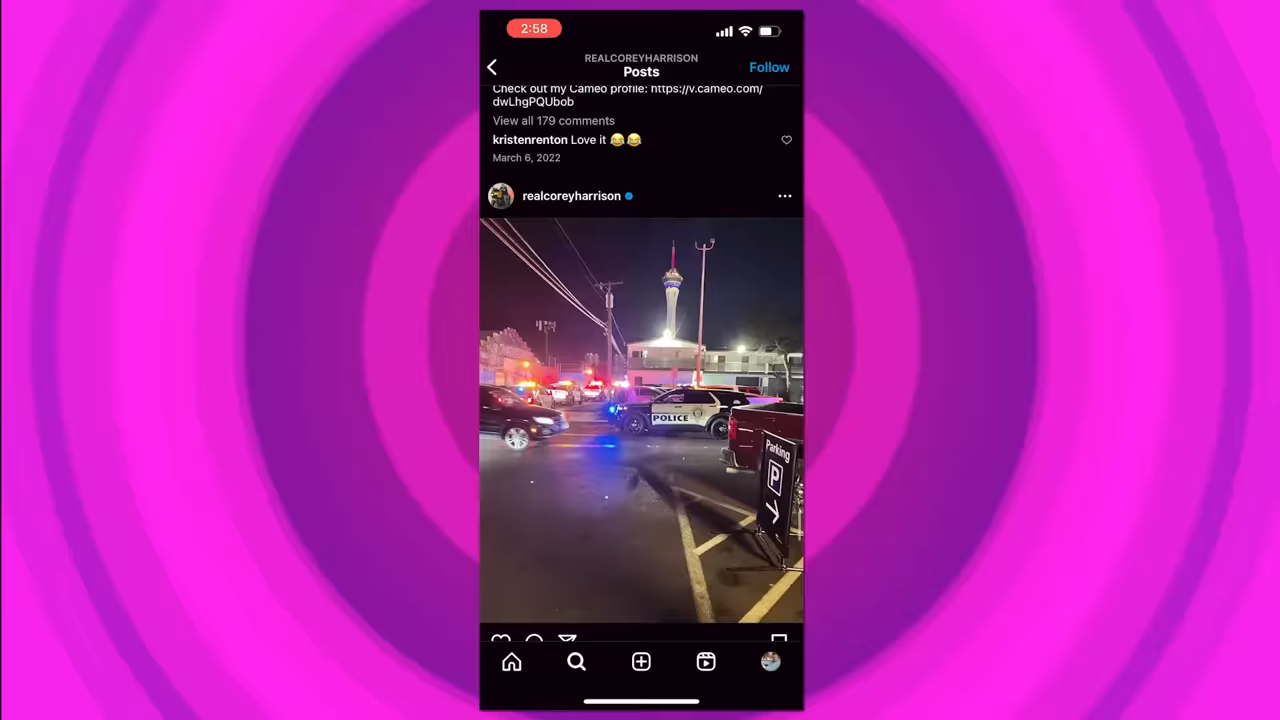 2:58
REALCOREYHARRISON
Posts
Follow
Check out my Cameo profile: https://v.cameo.com/
dwLhgPQUbob
View all 179 comments
kristenrenton Love it 😂😂
March 6, 2022
realcoreyharrison
POLICE
Parking
P